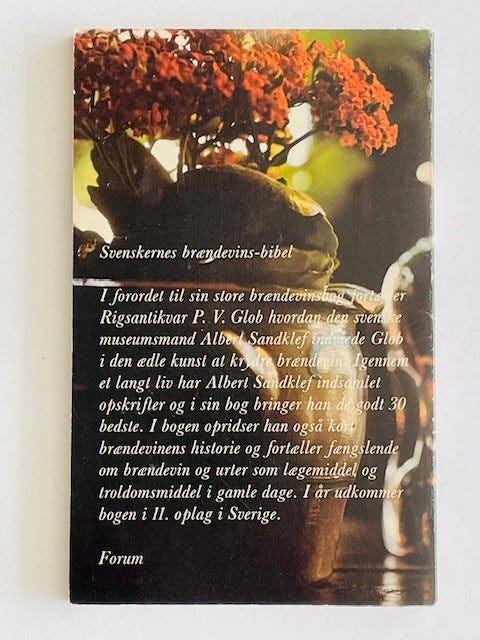 Svenskernes brændevins-bibel
I forordet til sin store brændevinsbog fortæller
Rigsantikvar P. V. Glob hvordan den svenske
museumsmand Albert Sandklef indviede Glob
i den ædle kunst at krydre brændevin. Igennem
et langt liv har Albert Sandklef indsamlet
opskrifter og i sin bog bringer han de godt 30
bedste. I bogen opridser han også kort
brændevinens historie og fortæller fængslende
om brændevin og urter som lægemiddel og
troldomsmiddel i gamle dage. I år udkommer
bogen i 11. oplag i Sverige.
Forum